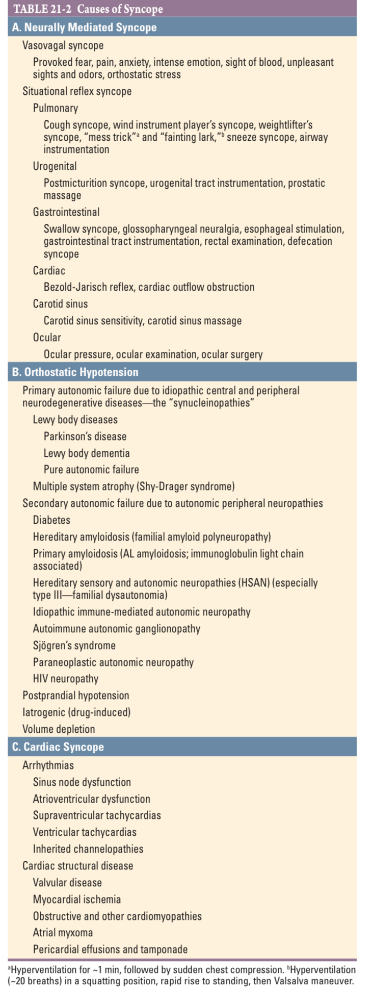 TABLE 21-2 Causes of Syncope
A. Neurally Mediated Syncope
Vasovagal syncope
Provoked fear, pain, anxiety, intense emotion, sight of blood, unpleasant
sights and odors, orthostatic stress
Situational reflex syncope
Pulmonary
Cough syncope, wind instrument player’s syncope, weightlifter’s
syncope, “mess trick”ᵃ and “fainting lark,”ᵇ sneeze syncope, airway
instrumentation
Urogenital
Postmicturition syncope, urogenital tract instrumentation, prostatic
massage
Gastrointestinal
Swallow syncope, glossopharyngeal neuralgia, esophageal stimulation,
gastrointestinal tract instrumentation, rectal examination, defecation
syncope
Cardiac
Bezold-Jarisch reflex, cardiac outflow obstruction
Carotid sinus
Carotid sinus sensitivity, carotid sinus massage
Ocular
Ocular pressure, ocular examination, ocular surgery
B. Orthostatic Hypotension
Primary autonomic failure due to idiopathic central and peripheral
neurodegenerative diseases—the “synucleinopathies”
Lewy body diseases
Parkinson’s disease
Lewy body dementia
Pure autonomic failure
Multiple system atrophy (Shy-Drager syndrome)
Secondary autonomic failure due to autonomic peripheral neuropathies
Diabetes
Hereditary amyloidosis (familial amyloid polyneuropathy)
Primary amyloidosis (AL amyloidosis; immunoglobulin light chain
associated)
Hereditary sensory and autonomic neuropathies (HSAN) (especially
type III—familial dysautonomia)
Idiopathic immune-mediated autonomic neuropathy
Autoimmune autonomic ganglionopathy
Sjögren’s syndrome
Paraneoplastic autonomic neuropathy
HIV neuropathy
Postprandial hypotension
Iatrogenic (drug-induced)
Volume depletion
C. Cardiac Syncope
Arrhythmias
Sinus node dysfunction
Atrioventricular dysfunction
Supraventricular tachycardias
Ventricular tachycardias
Inherited channelopathies
Cardiac structural disease
Valvular disease
Myocardial ischemia
Obstructive and other cardiomyopathies
Atrial myxoma
Pericardial effusions and tamponade
ᵃHyperventilation for ~1 min, followed by sudden chest compression. ᵇHyperventilation
(~20 breaths) in a squatting position, rapid rise to standing, then Valsalva maneuver.